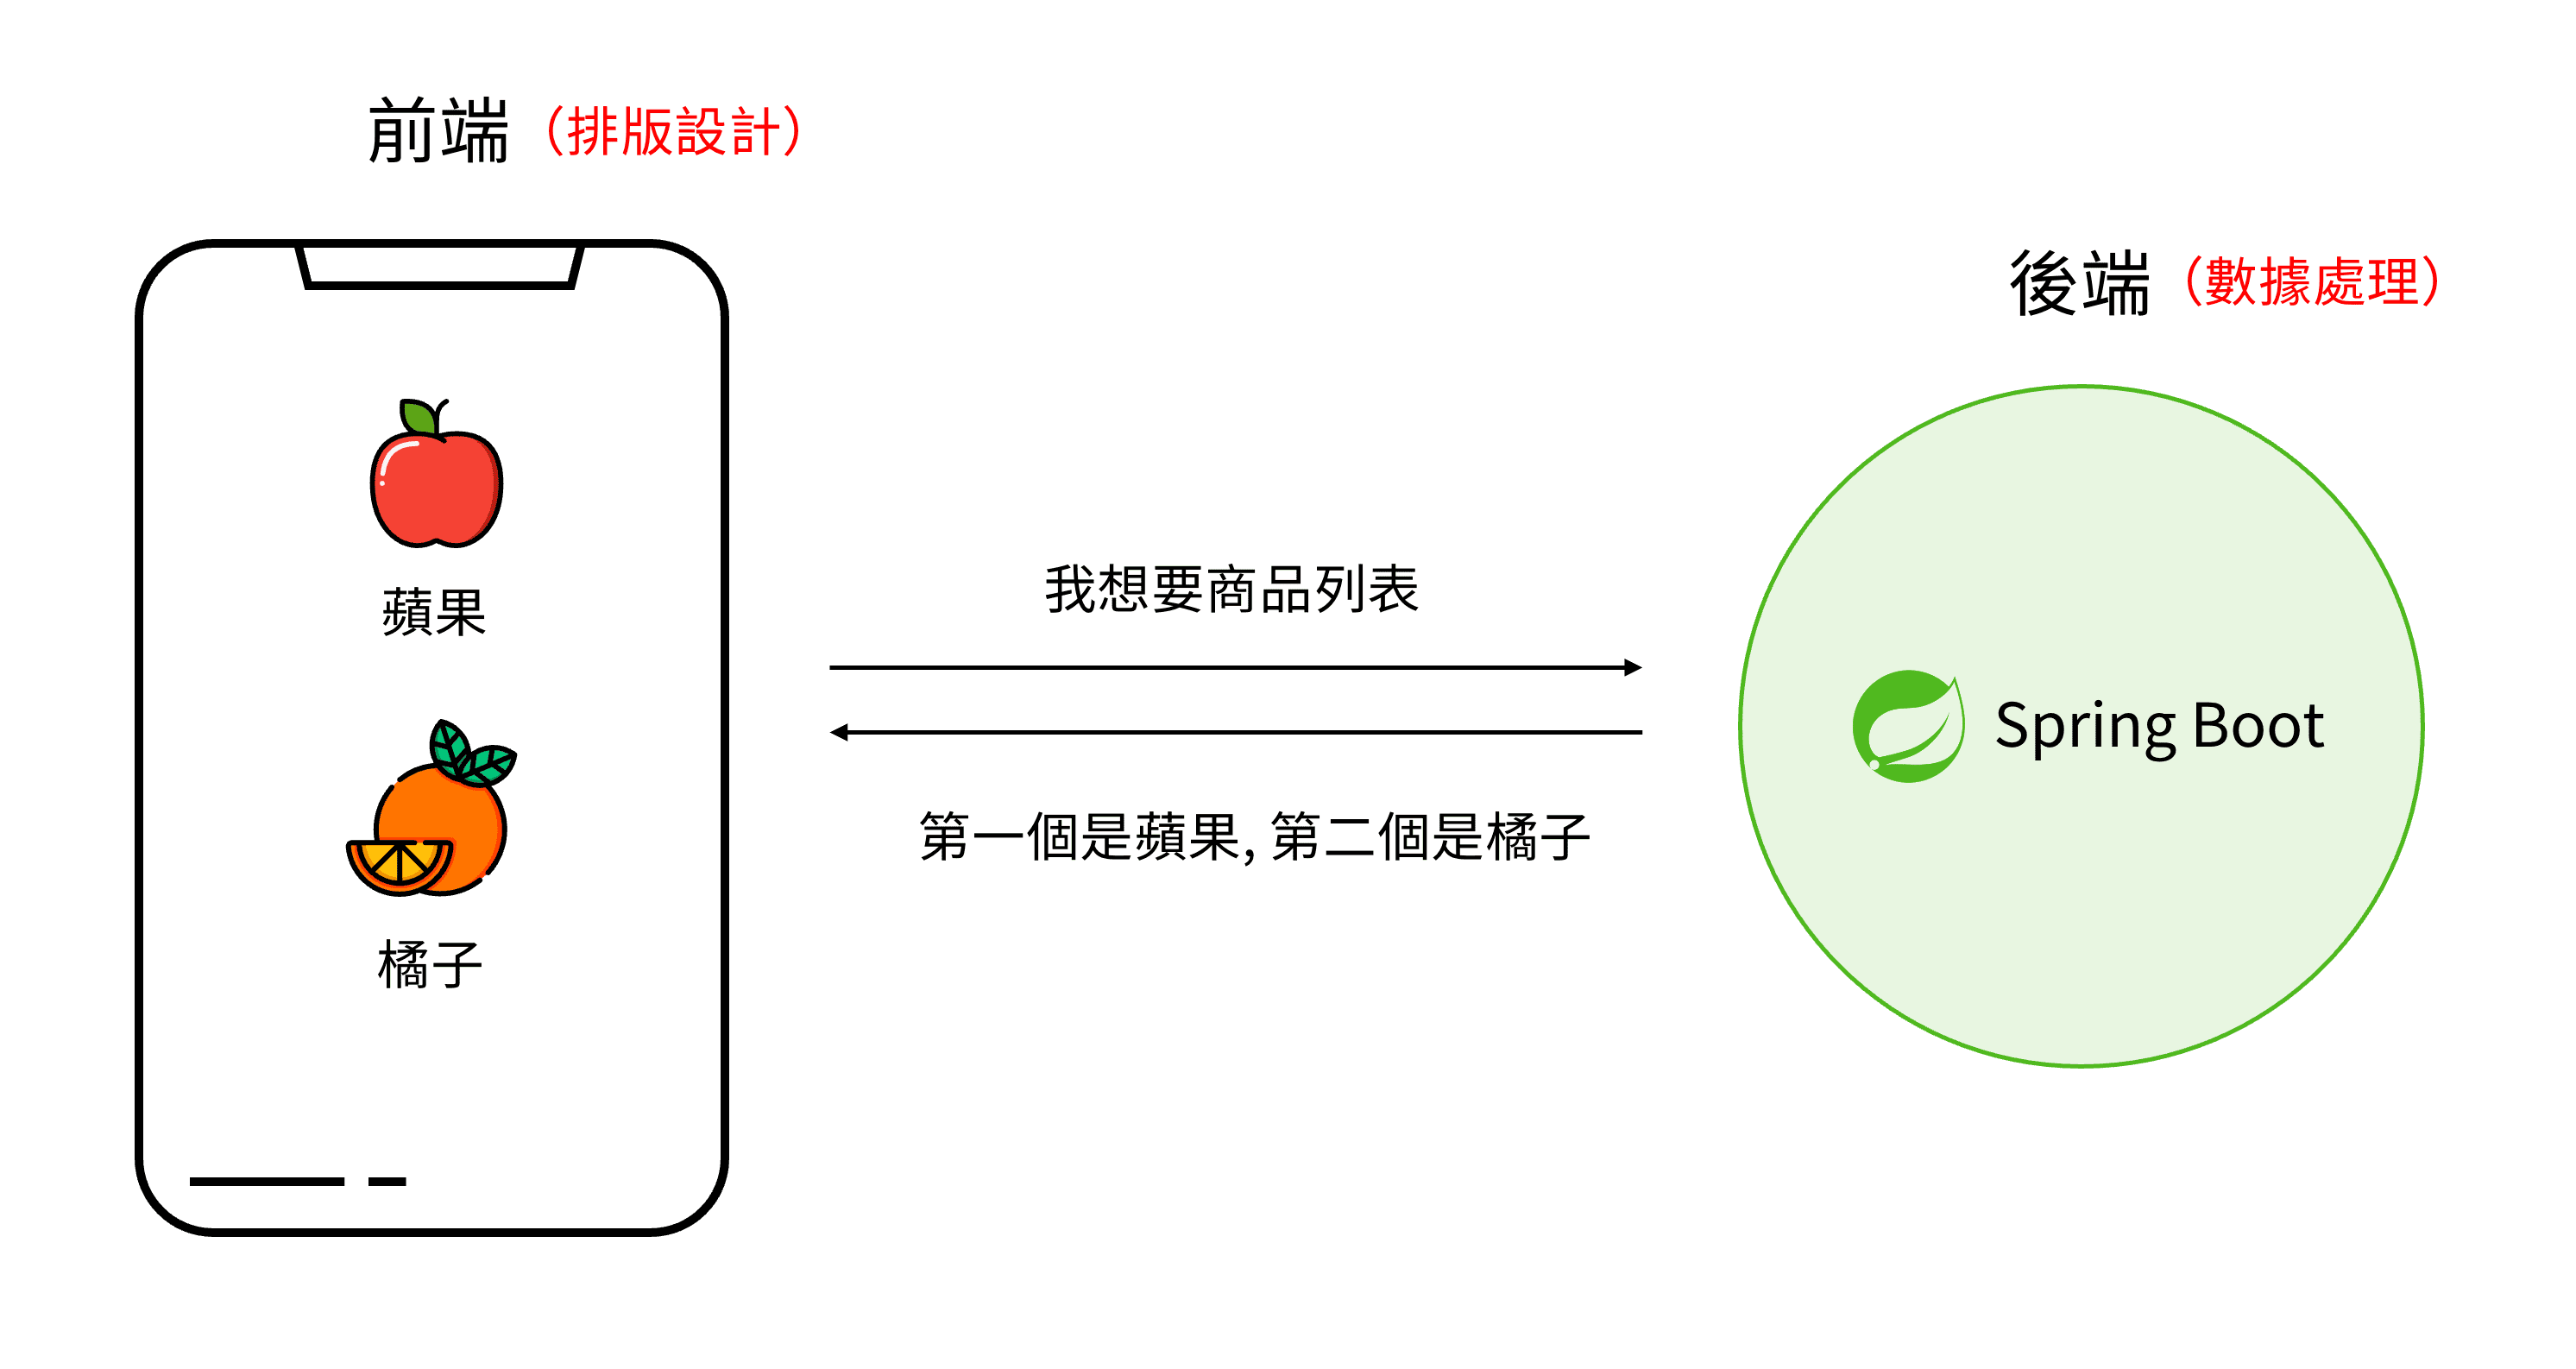 前端（排版設計）
後端（數據處理）
蘋果
橘子
我想要商品列表
第一個是蘋果, 第二個是橘子
Spring Boot